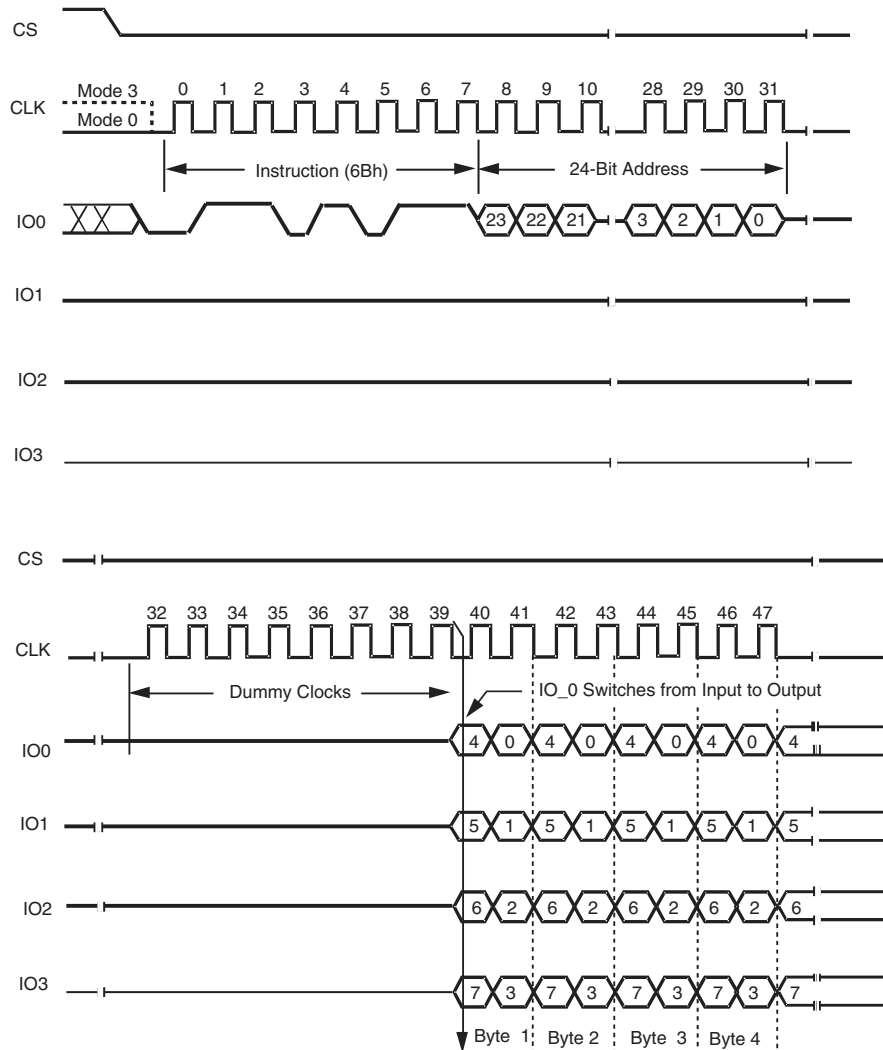 CS
CLK Mode 3 0 1 2 3 4 5 6 7 8 9 10 28 29 30 31
Mode 0
Instruction (6Bh) 24-Bit Address
IO0 23 22 21 3 2 1 0
IO1
IO2
IO3
CS
CLK 32 33 34 35 36 37 38 39 40 41 42 43 44 45 46 47
Dummy Clocks IO_0 Switches from Input to Output
IO0 4 0 4 0 4 0 4 0 4
IO1 5 1 5 1 5 1 5 1 5
IO2 6 2 6 2 6 2 6 2 6
IO3 7 3 7 3 7 3 7 3 7
Byte 1 Byte 2 Byte 3 Byte 4